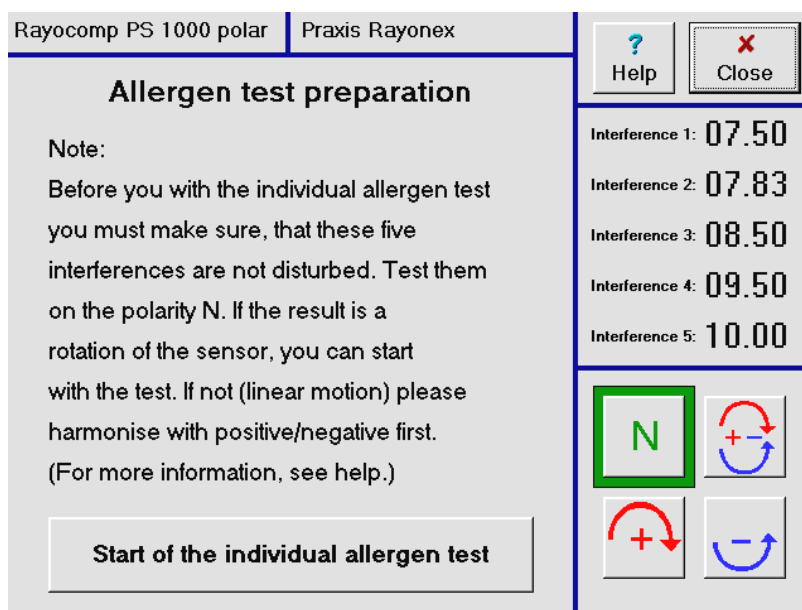 Rayocomp PS 1000 polar
Praxis Rayonex
? Help
× Close
Allergen test preparation
Note:
Before you with the individual allergen test
you must make sure, that these five
interferences are not disturbed. Test them
on the polarity N. If the result is a
rotation of the sensor, you can start
with the test. If not (linear motion) please
harmonise with positive/negative first.
(For more information, see help.)
Start of the individual allergen test
Interference 1: 07.50
Interference 2: 07.83
Interference 3: 08.50
Interference 4: 09.50
Interference 5: 10.00
N
+ −
+
−